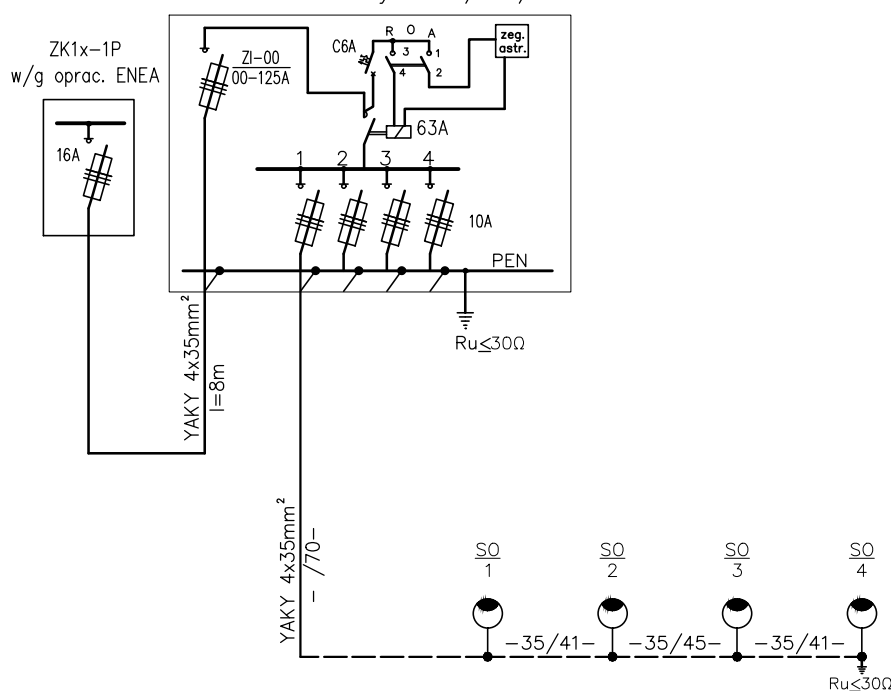 ZK1x-1P
w/g oprac. ENEA
16A
ZI-00
00-125A
C6A
R O A
3 1
4 2
zeg.
astr.
63A
1 2 3 4
10A
PEN
Ru≤30Ω
YAKY 4x35mm²
l=8m
YAKY 4x35mm²
- /70-
SO
1
SO
2
SO
3
SO
4
-35/41- -35/45- -35/41-
Ru≤30Ω